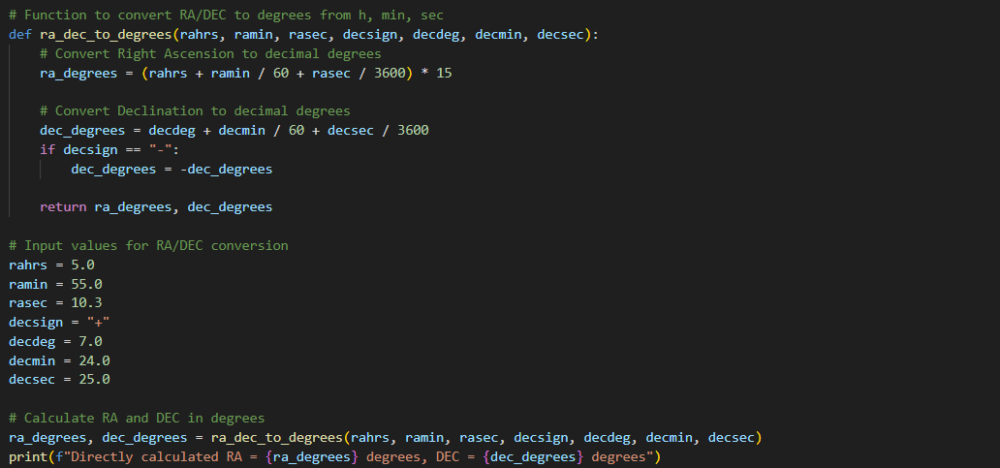 # Function to convert RA/DEC to degrees from h, min, sec
def ra_dec_to_degrees(rahrs, ramin, rasec, decsign, decdeg, decmin, decsec):
    # Convert Right Ascension to decimal degrees
    ra_degrees = (rahrs + ramin / 60 + rasec / 3600) * 15

    # Convert Declination to decimal degrees
    dec_degrees = decdeg + decmin / 60 + decsec / 3600
    if decsign == "-":
        dec_degrees = -dec_degrees

    return ra_degrees, dec_degrees

# Input values for RA/DEC conversion
rahrs = 5.0
ramin = 55.0
rasec = 10.3
decsign = "+"
decdeg = 7.0
decmin = 24.0
decsec = 25.0

# Calculate RA and DEC in degrees
ra_degrees, dec_degrees = ra_dec_to_degrees(rahrs, ramin, rasec, decsign, decdeg, decmin, decsec)
print(f"Directly calculated RA = {ra_degrees} degrees, DEC = {dec_degrees} degrees")